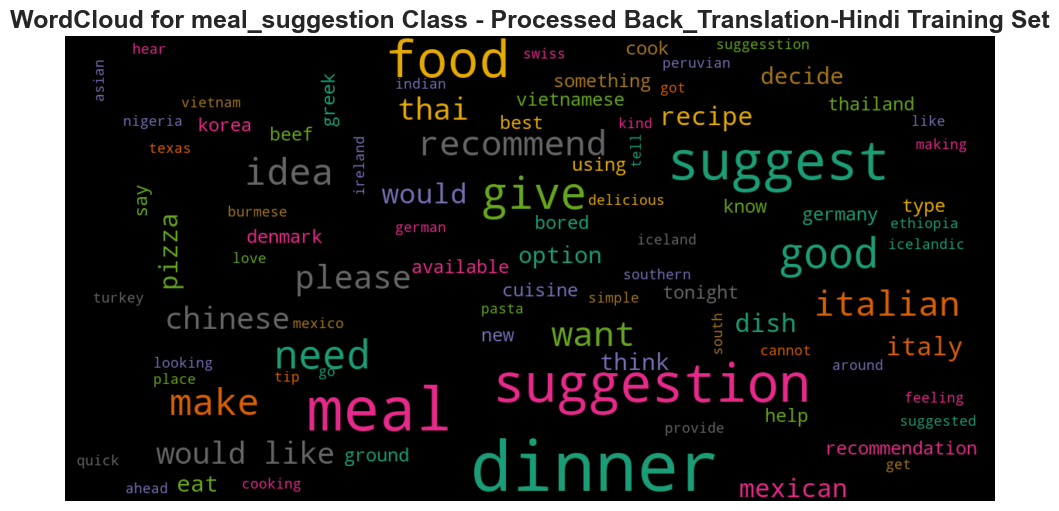 WordCloud for meal_suggestion Class - Processed Back_Translation-Hindi Training Set
hear
asian
food
swiss
cook
suggesstion
peruvian
indian
something
got
decide
vietnam
greek
thai
vietnamese
thailand
nigeria
korea
beef
best
kind
recipe
like
texas
ireland
recommend
using
tell
suggest
making
idea
say
would
give
delicious
know
type
burmese
german
bored
germany
ethiopia
denmark
pizza
iceland
good
icelandic
love
please
available
option
southern
turkey
cuisine
simple
tonight
italian
chinese
mexico
pasta
new
want
south
dish
italy
need
looking
go
think
cannot
around
place
tip
make
meal
suggestion
feeling
help
suggested
provide
would like
ground
recommendation
quick
dinner
get
ahead
eat
cooking
mexican